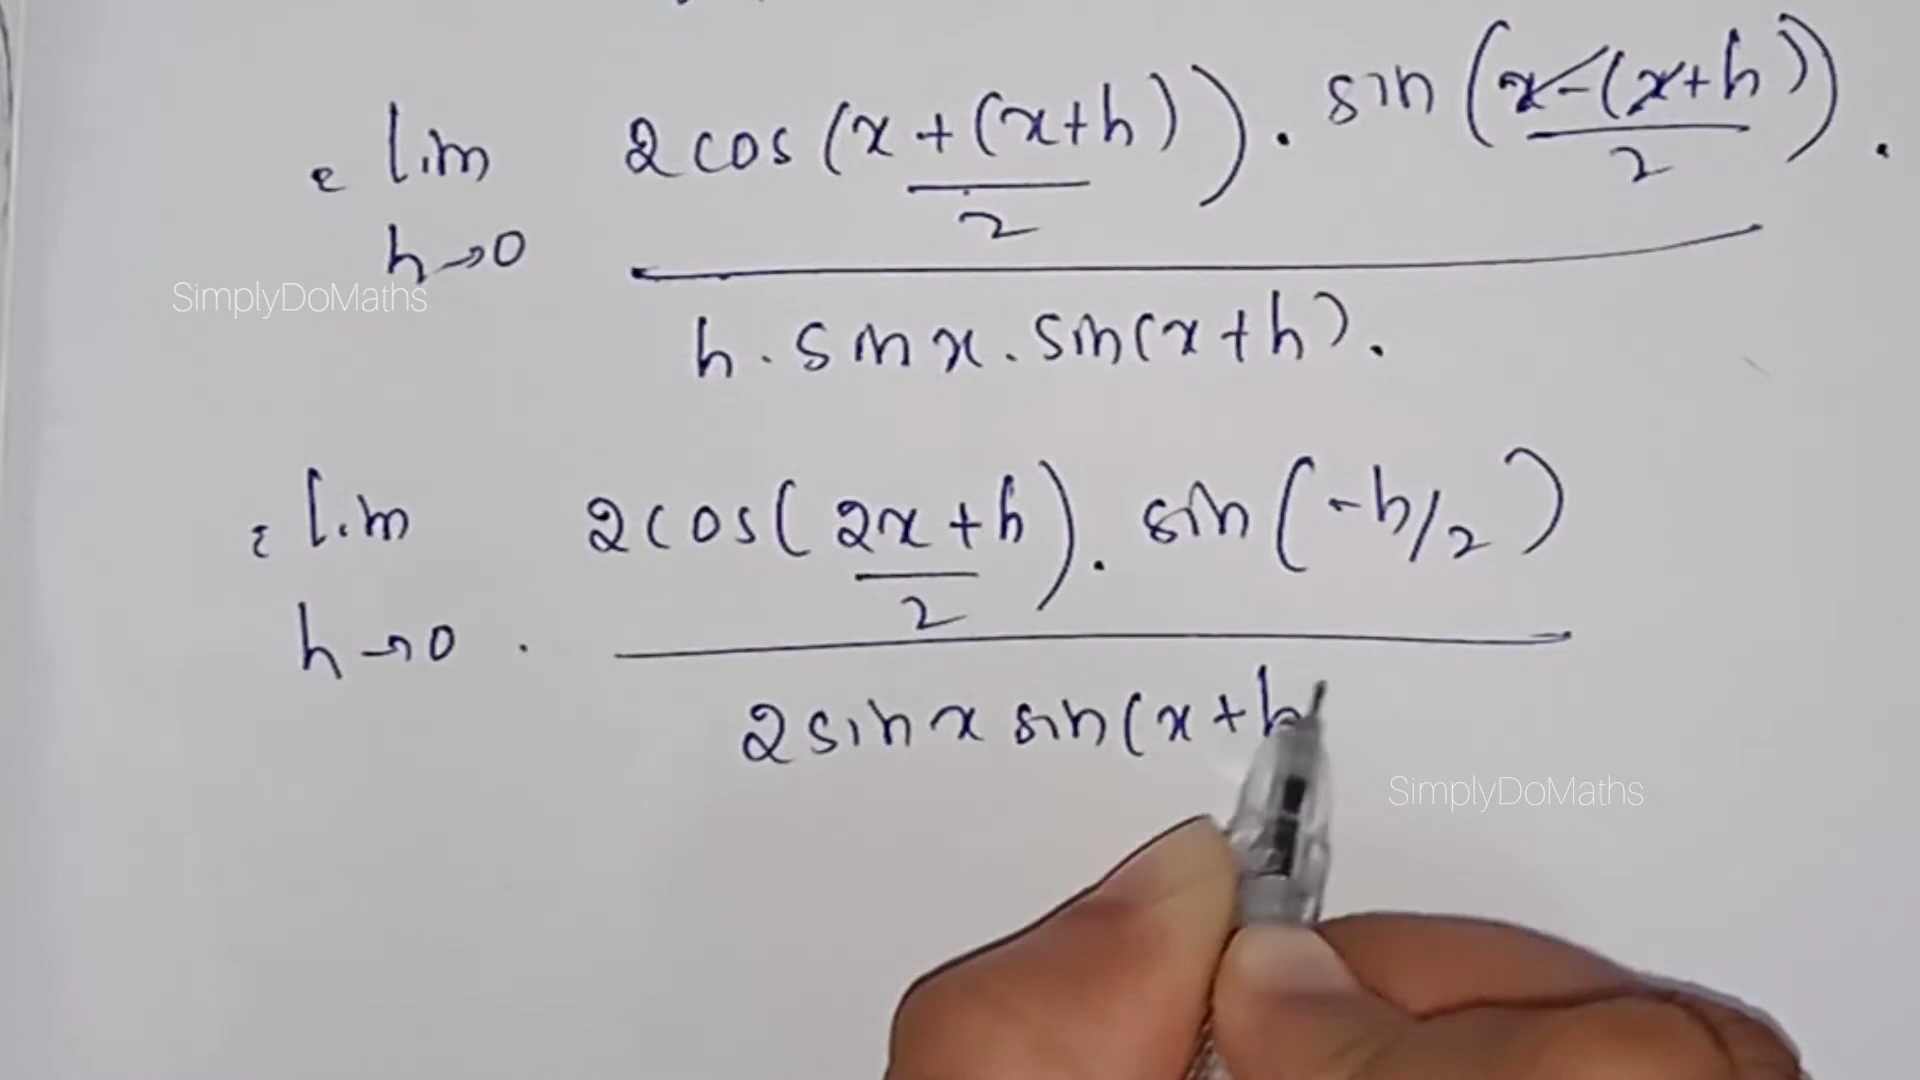 = lim 2cos(x+(x+h))/2). sin(x-(x+h))/2).
h→0
SimplyDoMaths
h. sin x. sin(x+h).
= lim 2cos(2x+h/2). sin(-h/2)
h→0.
2 sin x sin(x+h
SimplyDoMaths